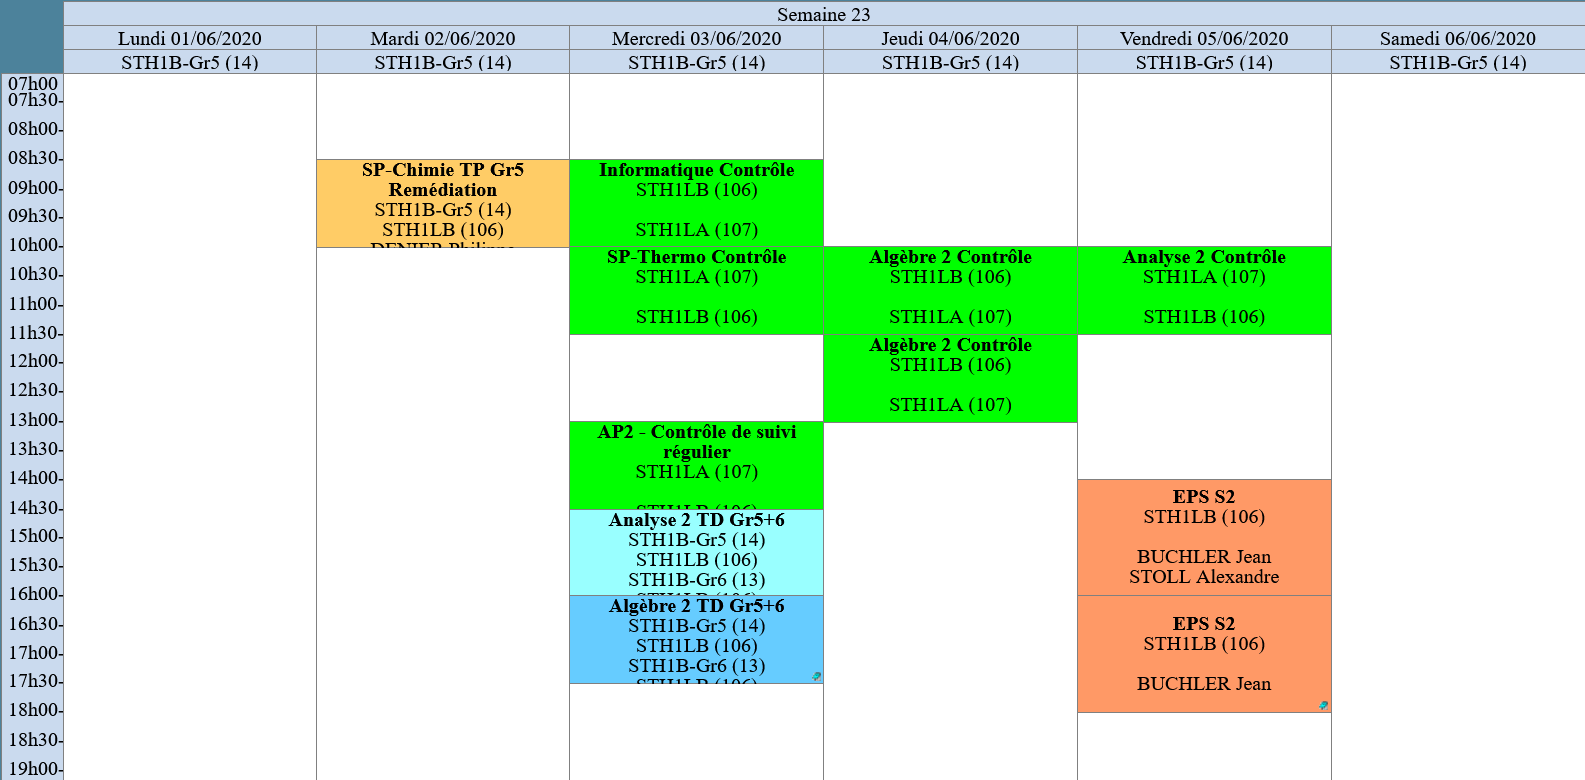 Semaine 23
Lundi 01/06/2020
Mardi 02/06/2020
Mercredi 03/06/2020
Jeudi 04/06/2020
Vendredi 05/06/2020
Samedi 06/06/2020
STH1B-Gr5 (14)
STH1B-Gr5 (14)
STH1B-Gr5 (14)
STH1B-Gr5 (14)
STH1B-Gr5 (14)
STH1B-Gr5 (14)
07h00
07h30
08h00
08h30
09h00
09h30
10h00
10h30
11h00
11h30
12h00
12h30
13h00
13h30
14h00
14h30
15h00
15h30
16h00
16h30
17h00
17h30
18h00
18h30
19h00
SP-Chimie TP Gr5
Remédiation
STH1B-Gr5 (14)
STH1LB (106)
Informatique Contrôle
STH1LB (106)
STH1LA (107)
SP-Thermo Contrôle
STH1LA (107)
STH1LB (106)
AP2 - Contrôle de suivi
régulier
STH1LA (107)
STH1LB (106)
Analyse 2 TD Gr5+6
STH1B-Gr5 (14)
STH1LB (106)
STH1B-Gr6 (13)
STH1LB (106)
Algèbre 2 TD Gr5+6
STH1B-Gr5 (14)
STH1LB (106)
STH1B-Gr6 (13)
STH1LB (106)
Algèbre 2 Contrôle
STH1LB (106)
STH1LA (107)
Algèbre 2 Contrôle
STH1LB (106)
STH1LA (107)
Analyse 2 Contrôle
STH1LA (107)
STH1LB (106)
EPS S2
STH1LB (106)
BUCHLER Jean
STOLL Alexandre
EPS S2
STH1LB (106)
BUCHLER Jean